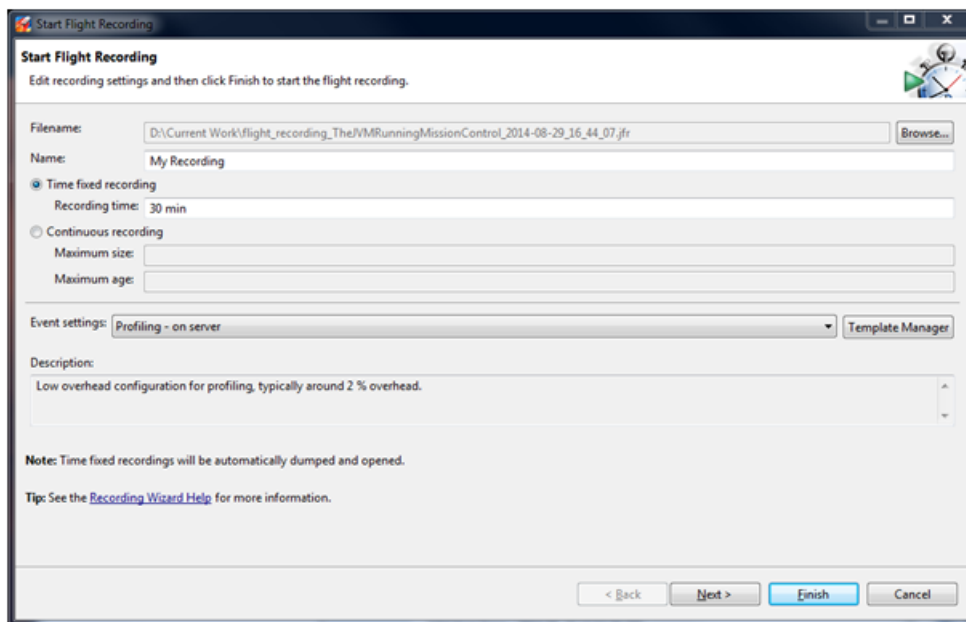 Start Flight Recording
Start Flight Recording
Edit recording settings and then click Finish to start the flight recording.
Filename: D:\Current Work\flight_recording_TheJVMRunningMissionControl_2014-08-29_16_44_07.jfr Browse...
Name: My Recording
Time fixed recording
Recording time: 30 min
Continuous recording
Maximum size:
Maximum age:
Event settings: Profiling - on server Template Manager
Description:
Low overhead configuration for profiling, typically around 2 % overhead.
Note: Time fixed recordings will be automatically dumped and opened.
Tip: See the Recording Wizard Help for more information.
< Back Next > Finish Cancel